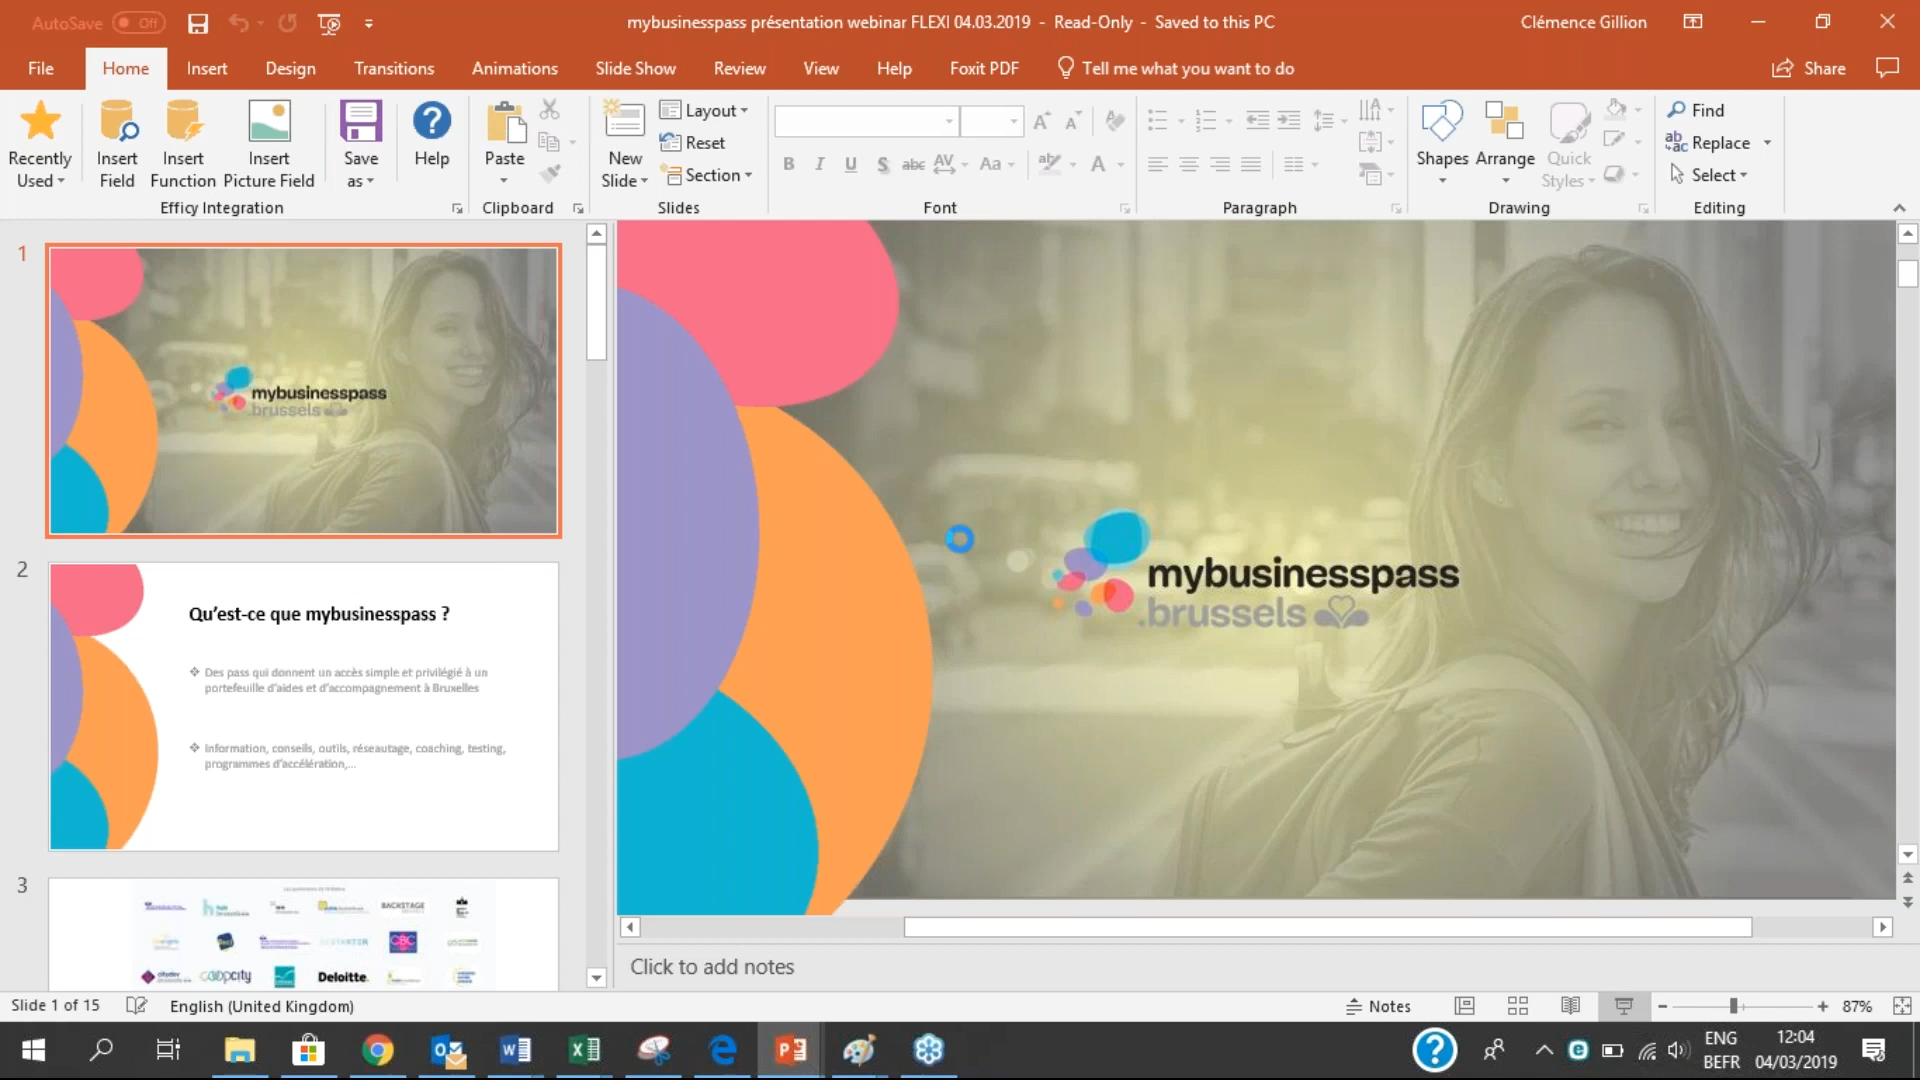 AutoSave Off
mybusinesspass présentation webinar FLEXI 04.03.2019 - Read-Only - Saved to this PC
Clémence Gillion
File Home Insert Design Transitions Animations Slide Show Review View Help Foxit PDF Tell me what you want to do
Share
Recently Used
Insert Field
Insert Function
Insert Picture Field
Save as
Help
Paste
New Slide
Layout
Reset
Section
B I U S abc AV Aa A
Shapes
Arrange
Quick Styles
Find
Replace
Select
Efficy Integration
Clipboard
Slides
Font
Paragraph
Drawing
Editing
1
mybusinesspass
.brussels
2
Qu'est-ce que mybusinesspass ?
Des pass qui donnent un accès simple et privilégié à un
portefeuille d'aides et d'accompagnement à Bruxelles
Information, conseils, outils, réseautage, coaching, testing,
programmes d'accélération,...
3
BACKSTAGE
CBC
citydev
coopcity
Deloitte.
mybusinesspass
.brussels
Click to add notes
Slide 1 of 15
English (United Kingdom)
Notes
87%
ENG
BEFR
12:04
04/03/2019